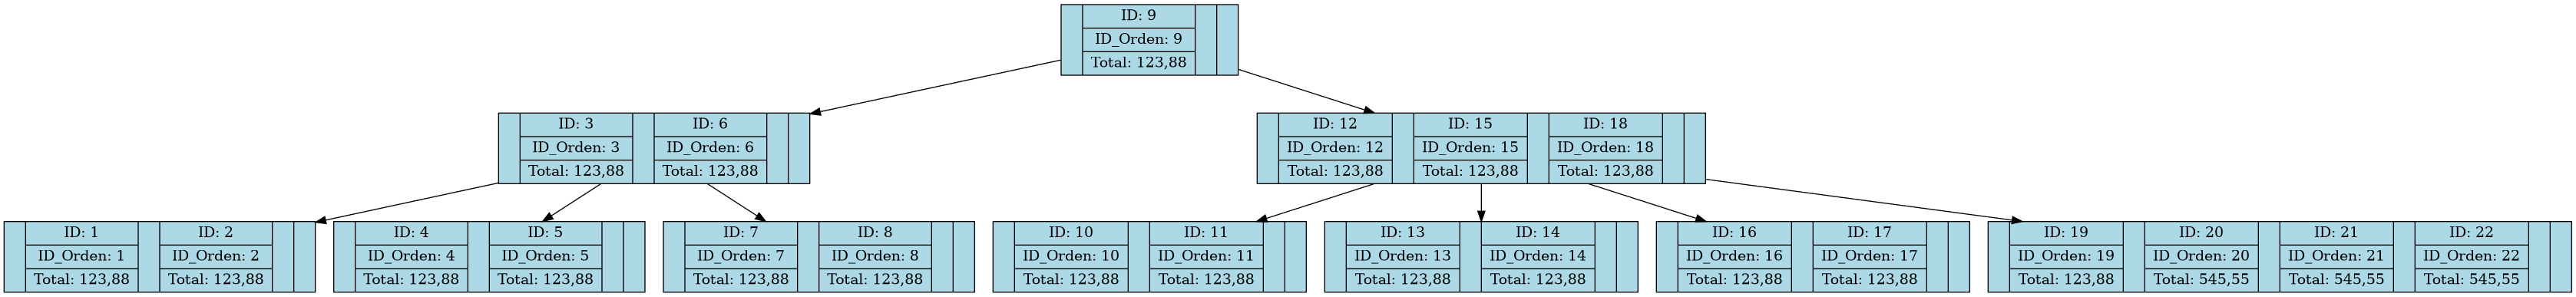 ID: 9
ID_Orden: 9
Total: 123,88
ID: 3
ID_Orden: 3
Total: 123,88
ID: 6
ID_Orden: 6
Total: 123,88
ID: 12
ID_Orden: 12
Total: 123,88
ID: 15
ID_Orden: 15
Total: 123,88
ID: 18
ID_Orden: 18
Total: 123,88
ID: 1
ID_Orden: 1
Total: 123,88
ID: 2
ID_Orden: 2
Total: 123,88
ID: 4
ID_Orden: 4
Total: 123,88
ID: 5
ID_Orden: 5
Total: 123,88
ID: 7
ID_Orden: 7
Total: 123,88
ID: 8
ID_Orden: 8
Total: 123,88
ID: 10
ID_Orden: 10
Total: 123,88
ID: 11
ID_Orden: 11
Total: 123,88
ID: 13
ID_Orden: 13
Total: 123,88
ID: 14
ID_Orden: 14
Total: 123,88
ID: 16
ID_Orden: 16
Total: 123,88
ID: 17
ID_Orden: 17
Total: 123,88
ID: 19
ID_Orden: 19
Total: 123,88
ID: 20
ID_Orden: 20
Total: 545,55
ID: 21
ID_Orden: 21
Total: 545,55
ID: 22
ID_Orden: 22
Total: 545,55